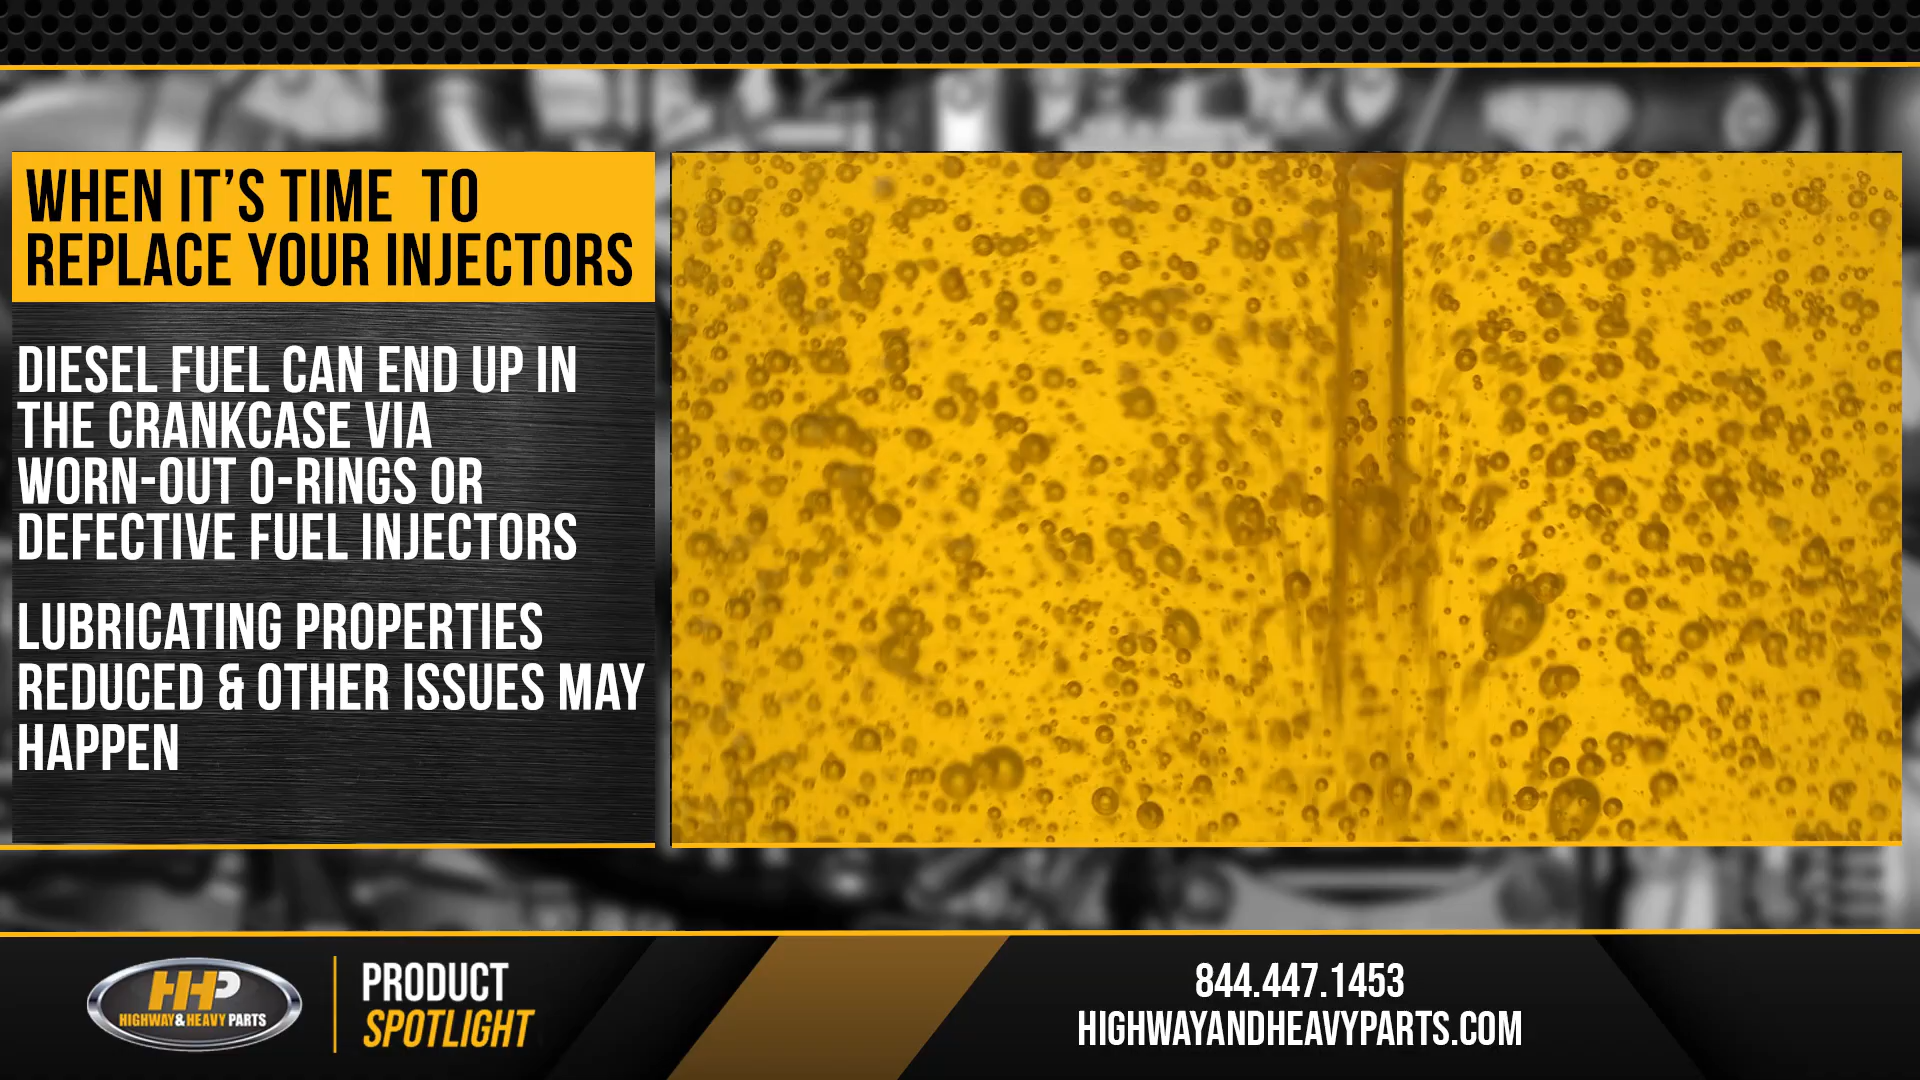 WHEN IT'S TIME TO
REPLACE YOUR INJECTORS
DIESEL FUEL CAN END UP IN
THE CRANKCASE VIA
WORN-OUT O-RINGS OR
DEFECTIVE FUEL INJECTORS
LUBRICATING PROPERTIES
REDUCED & OTHER ISSUES MAY
HAPPEN
HHP
HIGHWAY & HEAVY PARTS
PRODUCT
SPOTLIGHT
844.447.1453
HIGHWAYANDHEAVYPARTS.COM